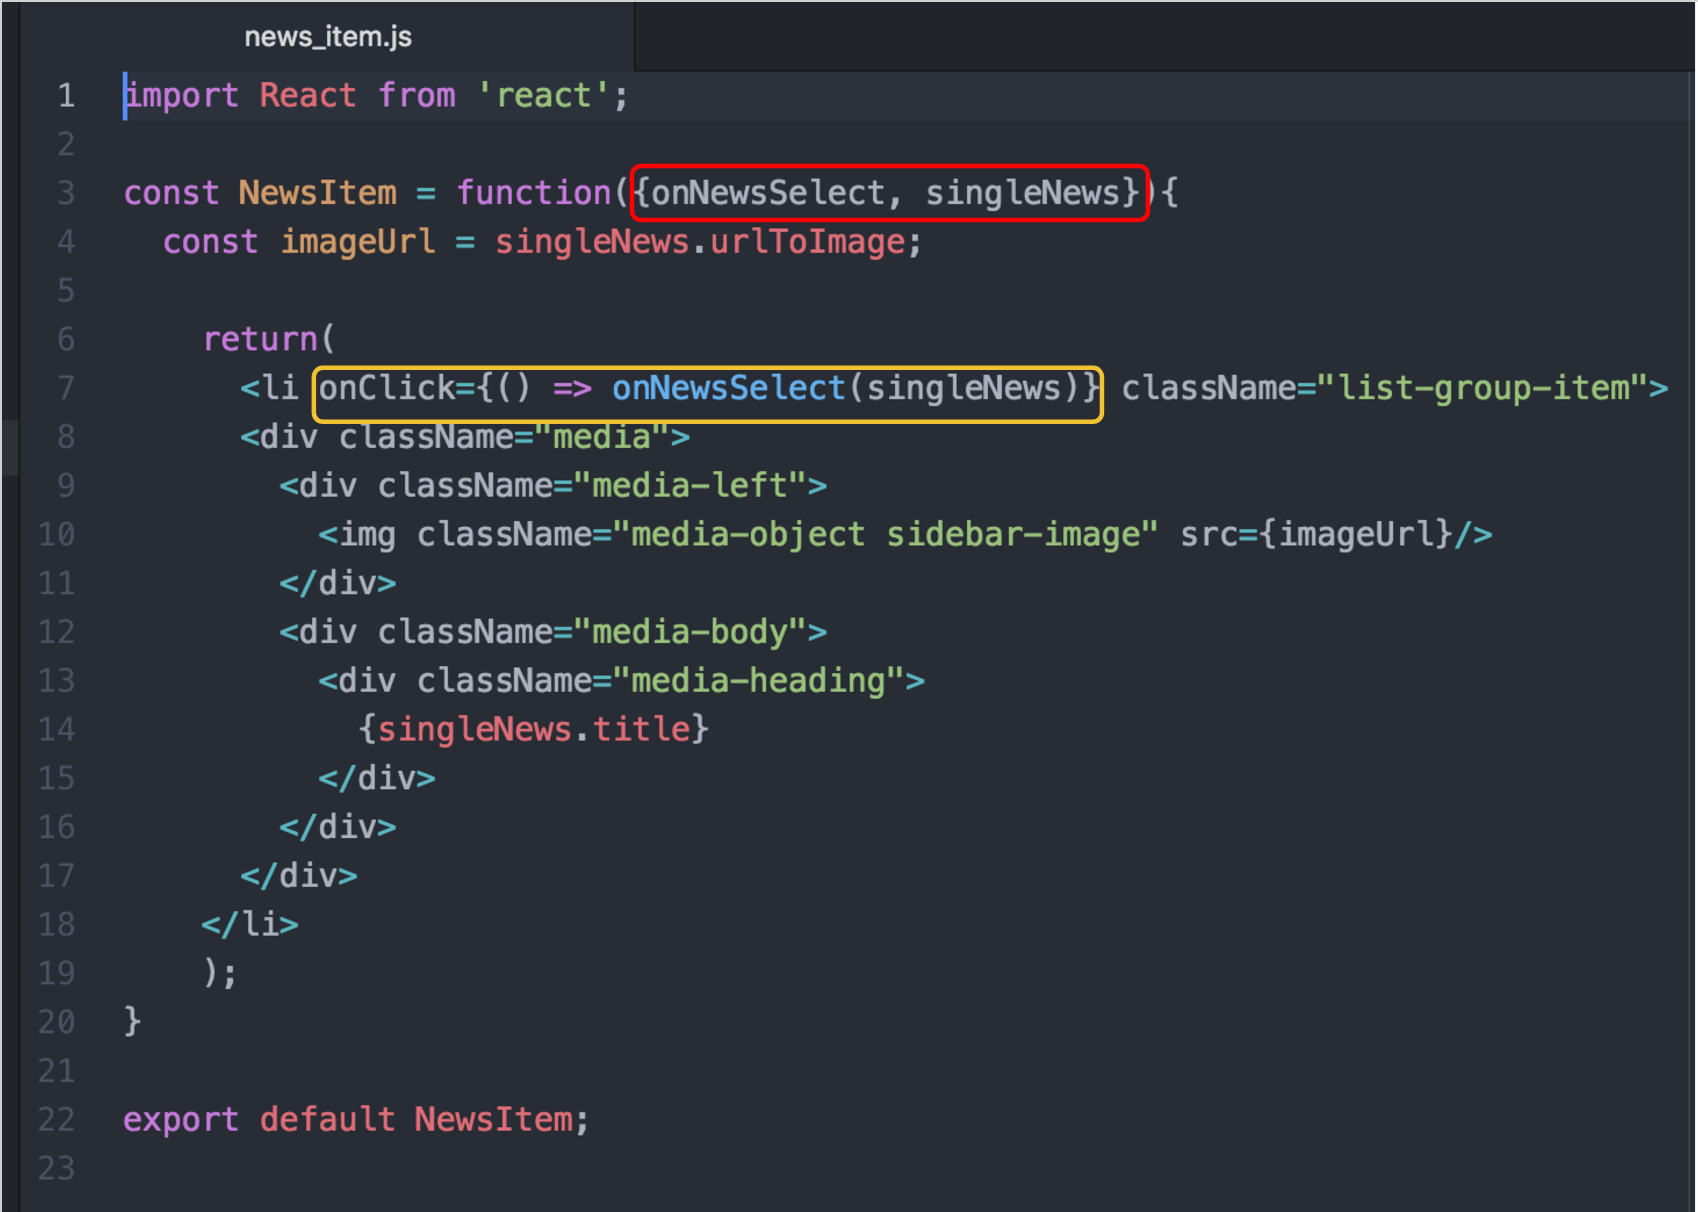 news_item.js
1 import React from 'react';
2
3 const NewsItem = function({onNewsSelect, singleNews}){
4   const imageUrl = singleNews.urlToImage;
5
6     return(
7       <li onClick={() => onNewsSelect(singleNews)} className="list-group-item">
8       <div className="media">
9         <div className="media-left">
10           <img className="media-object sidebar-image" src={imageUrl}/>
11         </div>
12         <div className="media-body">
13           <div className="media-heading">
14             {singleNews.title}
15           </div>
16         </div>
17       </div>
18     </li>
19     );
20 }
21
22 export default NewsItem;
23